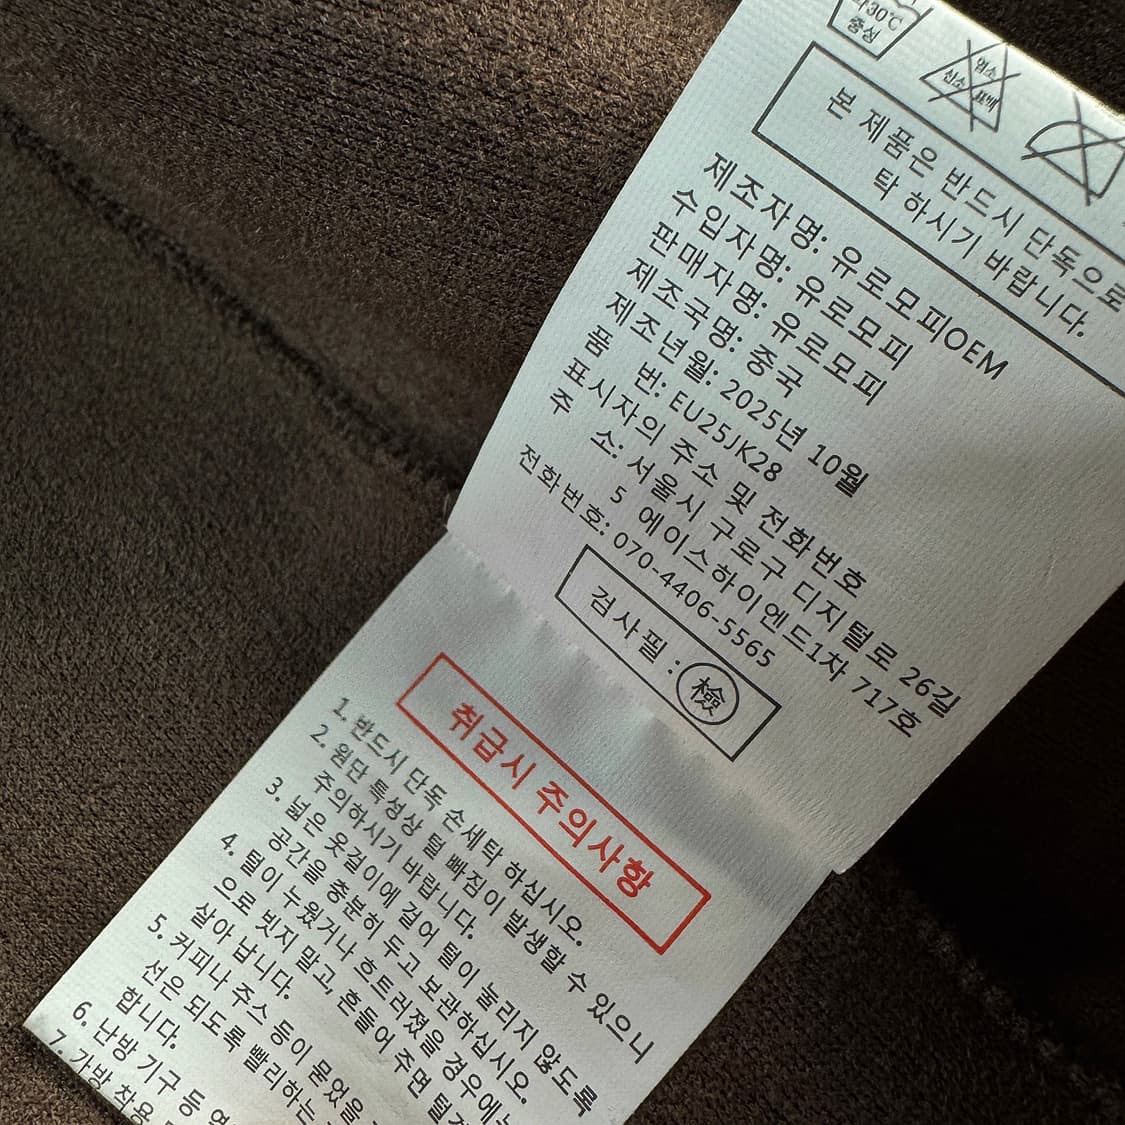 30℃
중성
염소
산소 표백
본 제품은 반드시 단독으로
탁 하시기 바랍니다.
제조자명: 유로모피OEM
수입자명: 유로모피
판매자명: 유로모피
제조국명: 중국
제조년월: 2025년 10월
품 번: EU25JK28
표시자의 주소 및 전화번호
주 소: 서울시 구로구 디지털로 26길
5 에이스하이엔드1차 717호
전화번호: 070-4406-5565
검사필 : 檢
취급시 주의사항
1. 반드시 단독 손세탁 하십시오.
2. 원단 특성상 털 빠짐이 발생할 수 있으니
주의하시기 바랍니다.
3. 넓은 옷걸이에 걸어 털이 눌리지 않도록
공간을 충분히 두고 보관하십시오.
4. 털이 누웠거나 흐트러졌을 경우에는
으로 빗지 말고, 흔들어 주면 털
살아 납니다.
5. 커피나 주스 등이 묻었을
선은 되도록 빨리하는
합니다.
6. 난방 기구 등
7. 가방 착용